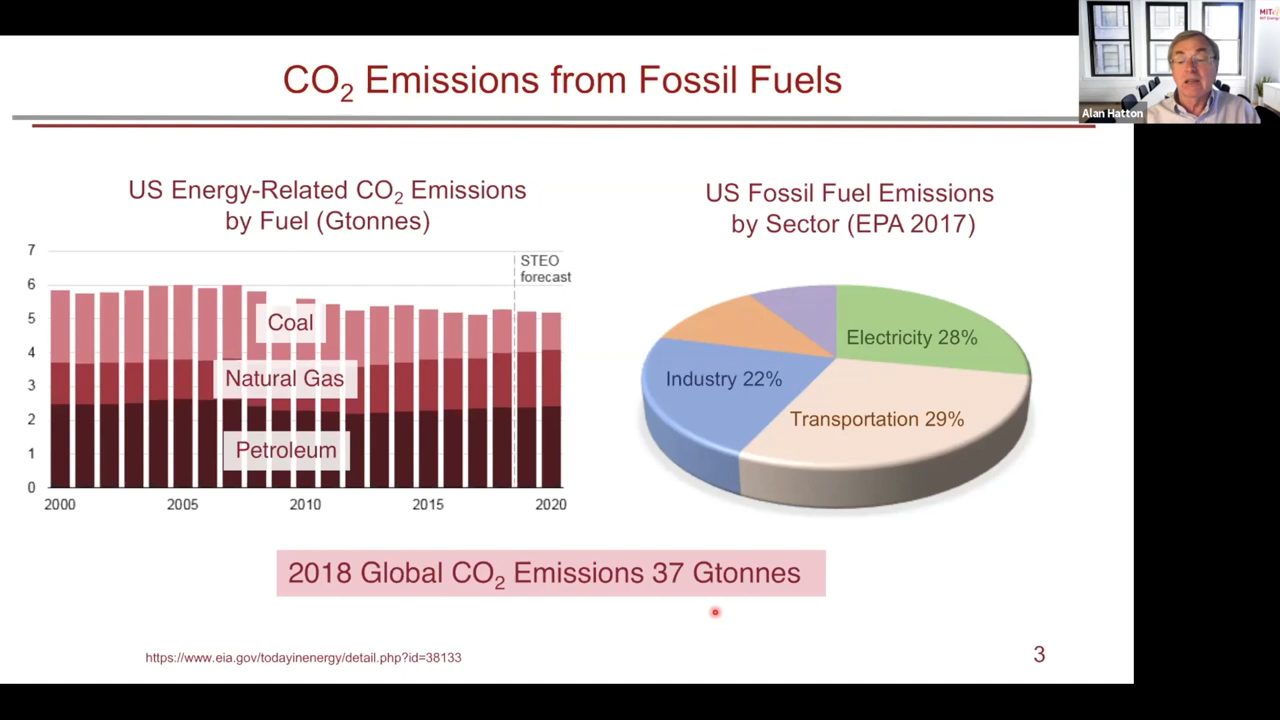 CO2 Emissions from Fossil Fuels
MITei
MIT Energy
Alan Hatton
US Energy-Related CO2 Emissions
by Fuel (Gtonnes)
7
6
5
4
3
2
1
0
STEO
forecast
Coal
Natural Gas
Petroleum
2000
2005
2010
2015
2020
US Fossil Fuel Emissions
by Sector (EPA 2017)
Electricity 28%
Industry 22%
Transportation 29%
2018 Global CO2 Emissions 37 Gtonnes
https://www.eia.gov/todayinenergy/detail.php?id=38133
3